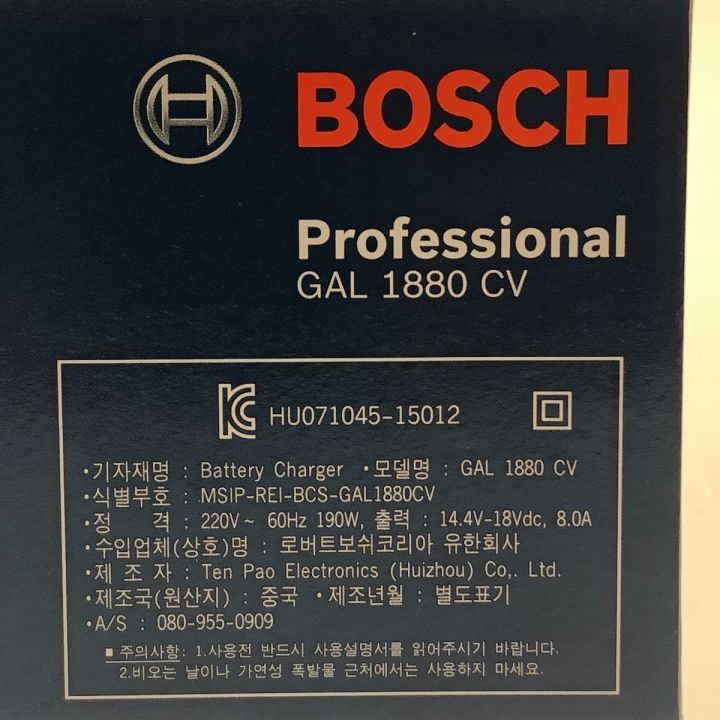 BOSCH
Professional
GAL 1880 CV
HU071045-15012
•기자재명 : Battery Charger •모델명 : GAL 1880 CV
•식별부호 : MSIP-REI-BCS-GAL1880CV
•정 격 : 220V~ 60Hz 190W, 출력 : 14.4V-18Vdc, 8.0A
•수입업체(상호)명 : 로버트보쉬코리아 유한회사
•제 조 자 : Ten Pao Electronics (Huizhou) Co,. Ltd.
•제조국(원산지) : 중국 •제조년월 : 별도표기
•A/S : 080-955-0909
■ 주의사항: 1.사용전 반드시 사용설명서를 읽어주시기 바랍니다.
2.비오는 날이나 가연성 폭발물 근처에서는 사용하지 마세요.